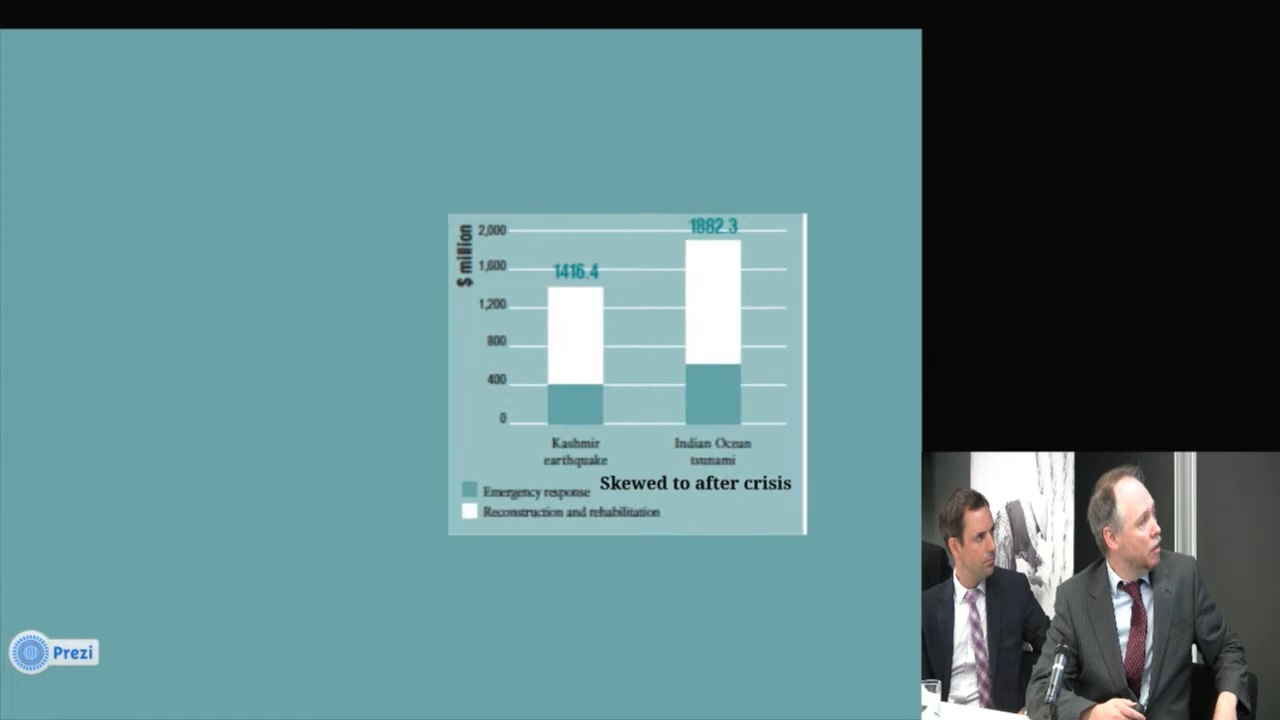 $ million
2,000
1,600
1,200
800
400
0
1416.4
1882.3
Kashmir
earthquake
Indian Ocean
tsunami
Skewed to after crisis
Emergency response
Reconstruction and rehabilitation
Prezi